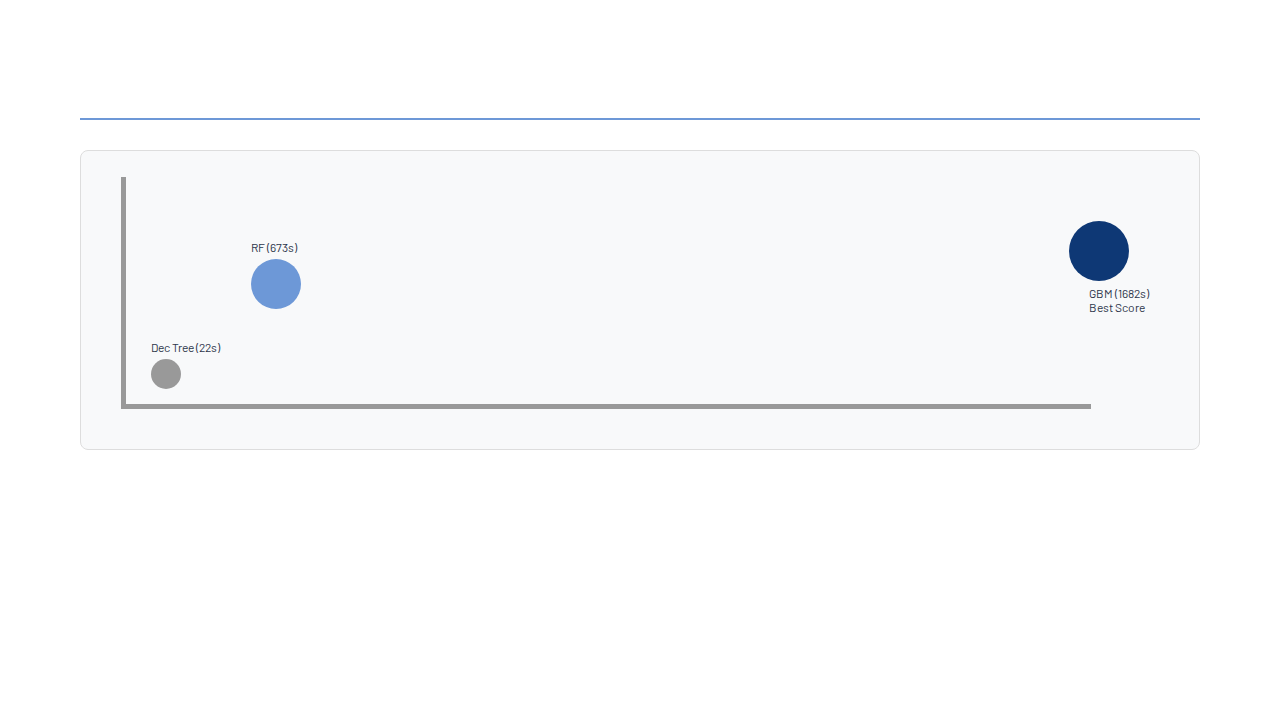 RF (673s)
GBM (1682s)
Best Score
Dec Tree (22s)